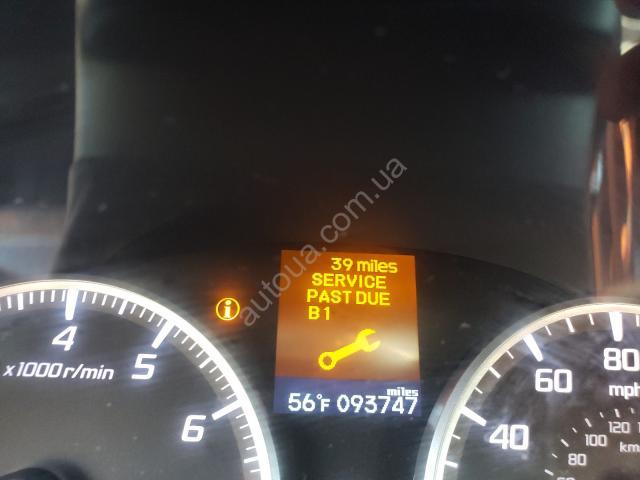 39 miles
SERVICE
PAST DUE
B1
miles
56°F 093747
4
5
6
x1000r/min
40
60
80
mph
80
100
120
km
autoua.com.ua